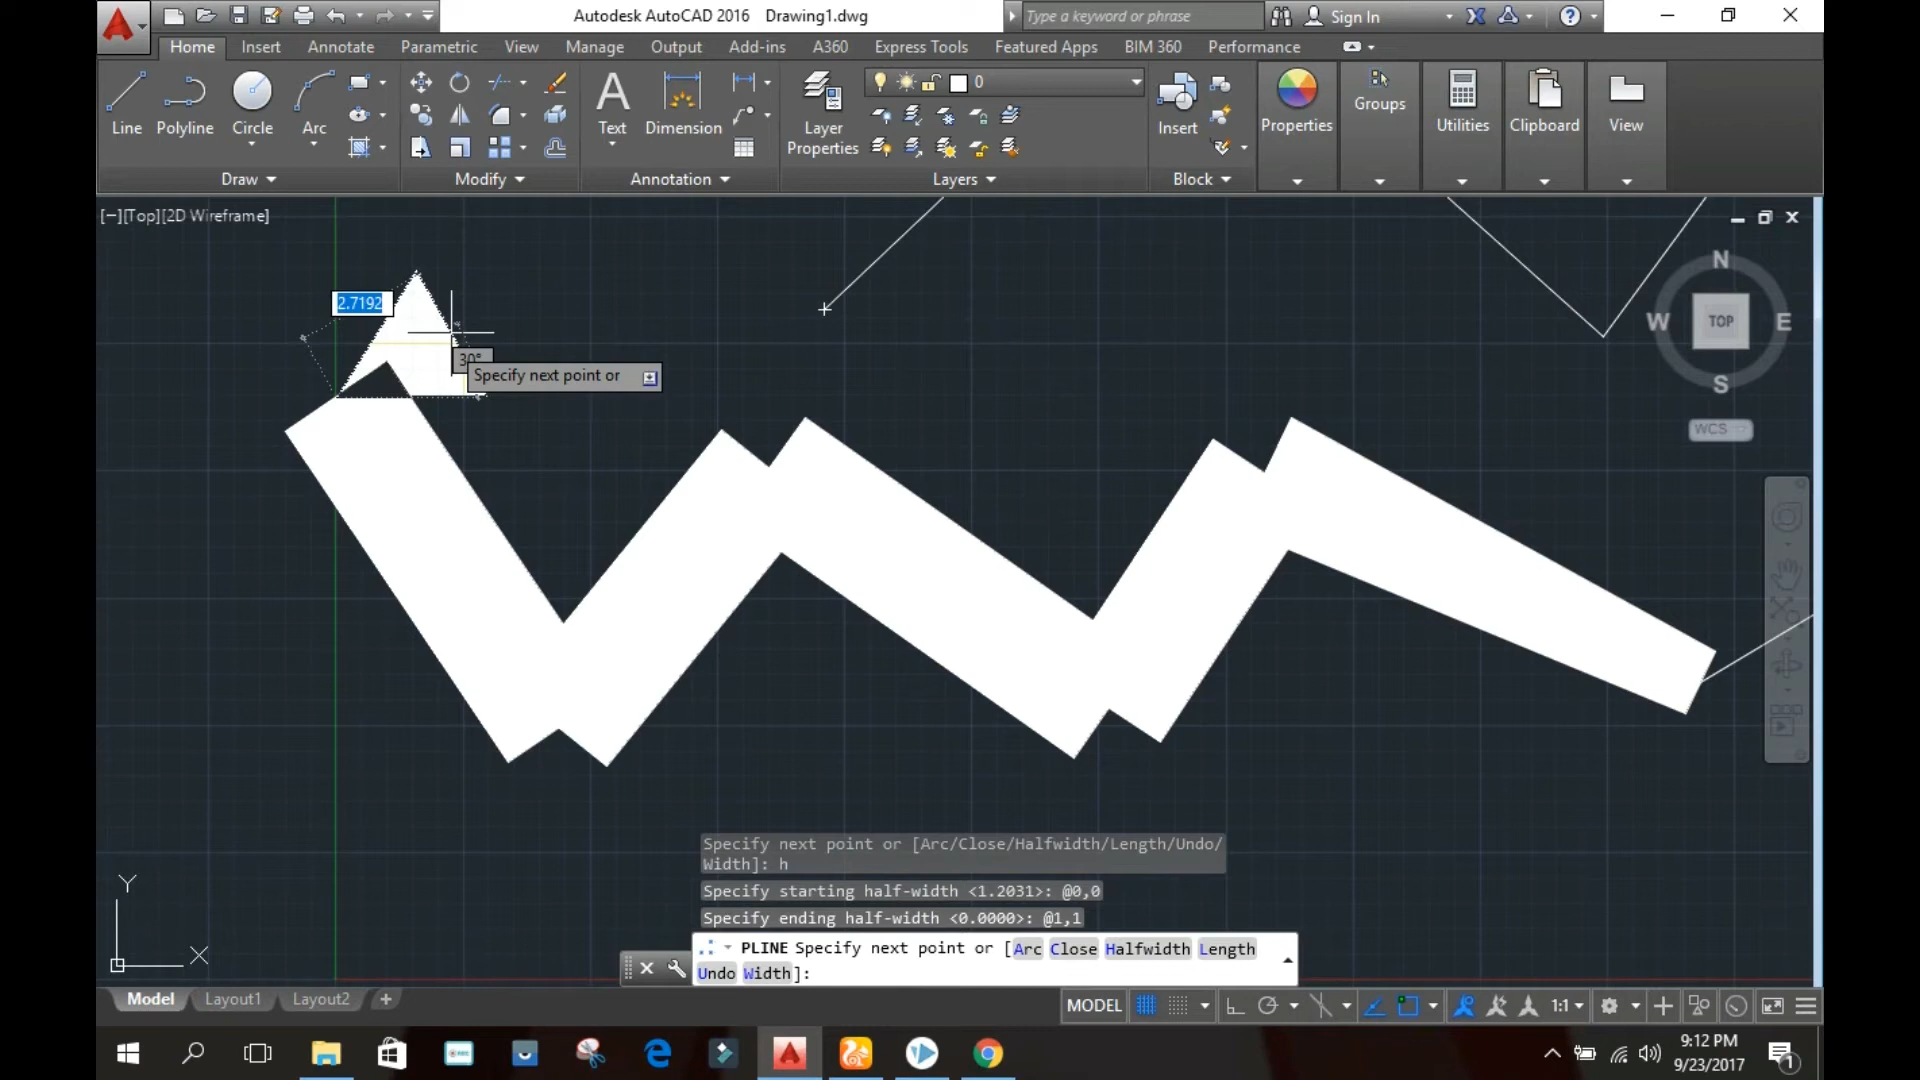 Autodesk AutoCAD 2016 Drawing1.dwg
Type a keyword or phrase
Sign In
Home Insert Annotate Parametric View Manage Output Add-ins A360 Express Tools Featured Apps BIM 360 Performance
0
Line Polyline Circle Arc
A
Text Dimension
Layer
Properties
Insert
Properties
Groups
Utilities
Clipboard
View
Draw
Modify
Annotation
Layers
Block
[−][Top][2D Wireframe]
N
W TOP E
S
WCS
2.7192
30°
Specify next point or
Specify next point or [Arc/Close/Halfwidth/Length/Undo/
Width]: h
Specify starting half-width <1.2031>: @0,0
Specify ending half-width <0.0000>: @1,1
PLINE Specify next point or [Arc Close Halfwidth Length
Undo Width]:
Y
X
Model Layout1 Layout2 +
MODEL
1:1
9:12 PM
9/23/2017
1